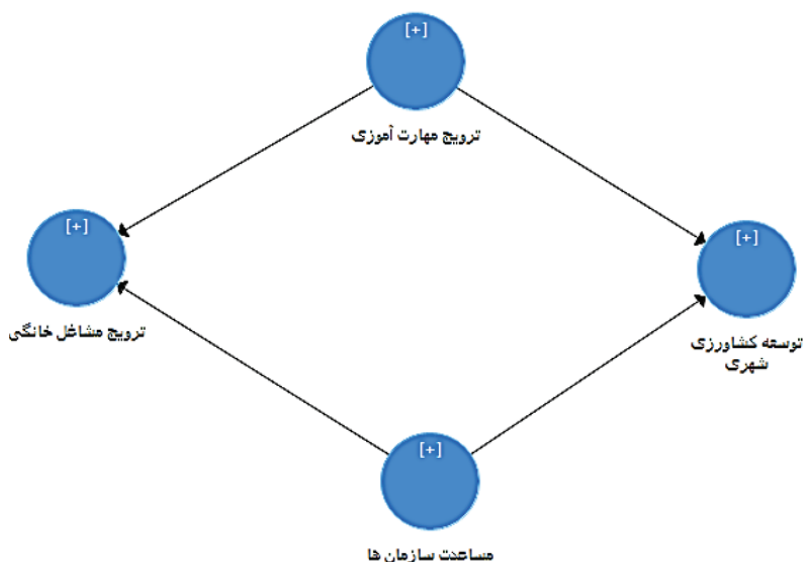 [+]
ترویج مهارت آموزی
[+]
ترویج مشاغل خانگی
[+]
توسعه کشاورزی
شهری
[+]
مساعدت سازمان ها